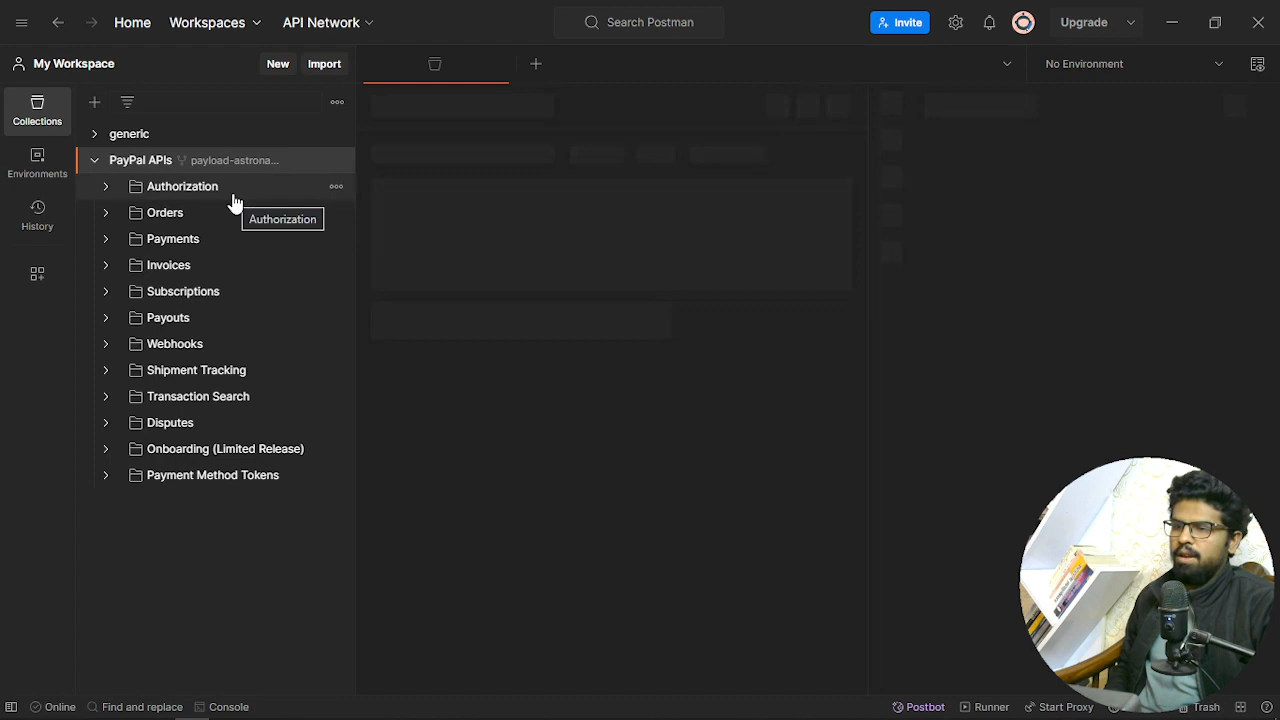 Home
Workspaces
API Network
Search Postman
Invite
Upgrade
My Workspace
New
Import
No Environment
Collections
Environments
History
generic
PayPal APIs payload-astrona...
Authorization
Authorization
Orders
Payments
Invoices
Subscriptions
Payouts
Webhooks
Shipment Tracking
Transaction Search
Disputes
Onboarding (Limited Release)
Payment Method Tokens
Online
Find and replace
Console
Postbot
Runner
Start Proxy
Trash